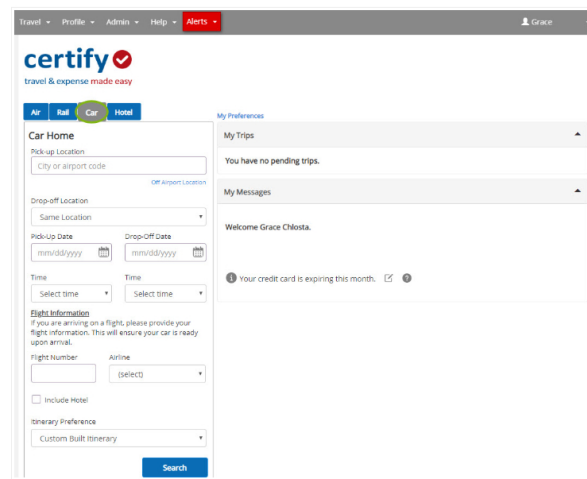 Travel Profile Admin Help Alerts Grace
certify
travel & expense made easy
Air Rail Car Hotel
My Preferences
Car Home
Pick-up Location
City or airport code
Off Airport Location
Drop-off Location
Same Location
Pick-Up Date Drop-Off Date
mm/dd/yyyy mm/dd/yyyy
Time Time
Select time Select time
Flight Information
If you are arriving on a flight, please provide your
flight information. This will ensure your car is ready
upon arrival.
Flight Number Airline
(select)
Include Hotel
Itinerary Preference
Custom Built Itinerary
Search
My Trips
You have no pending trips.
My Messages
Welcome Grace Chlosta.
Your credit card is expiring this month.